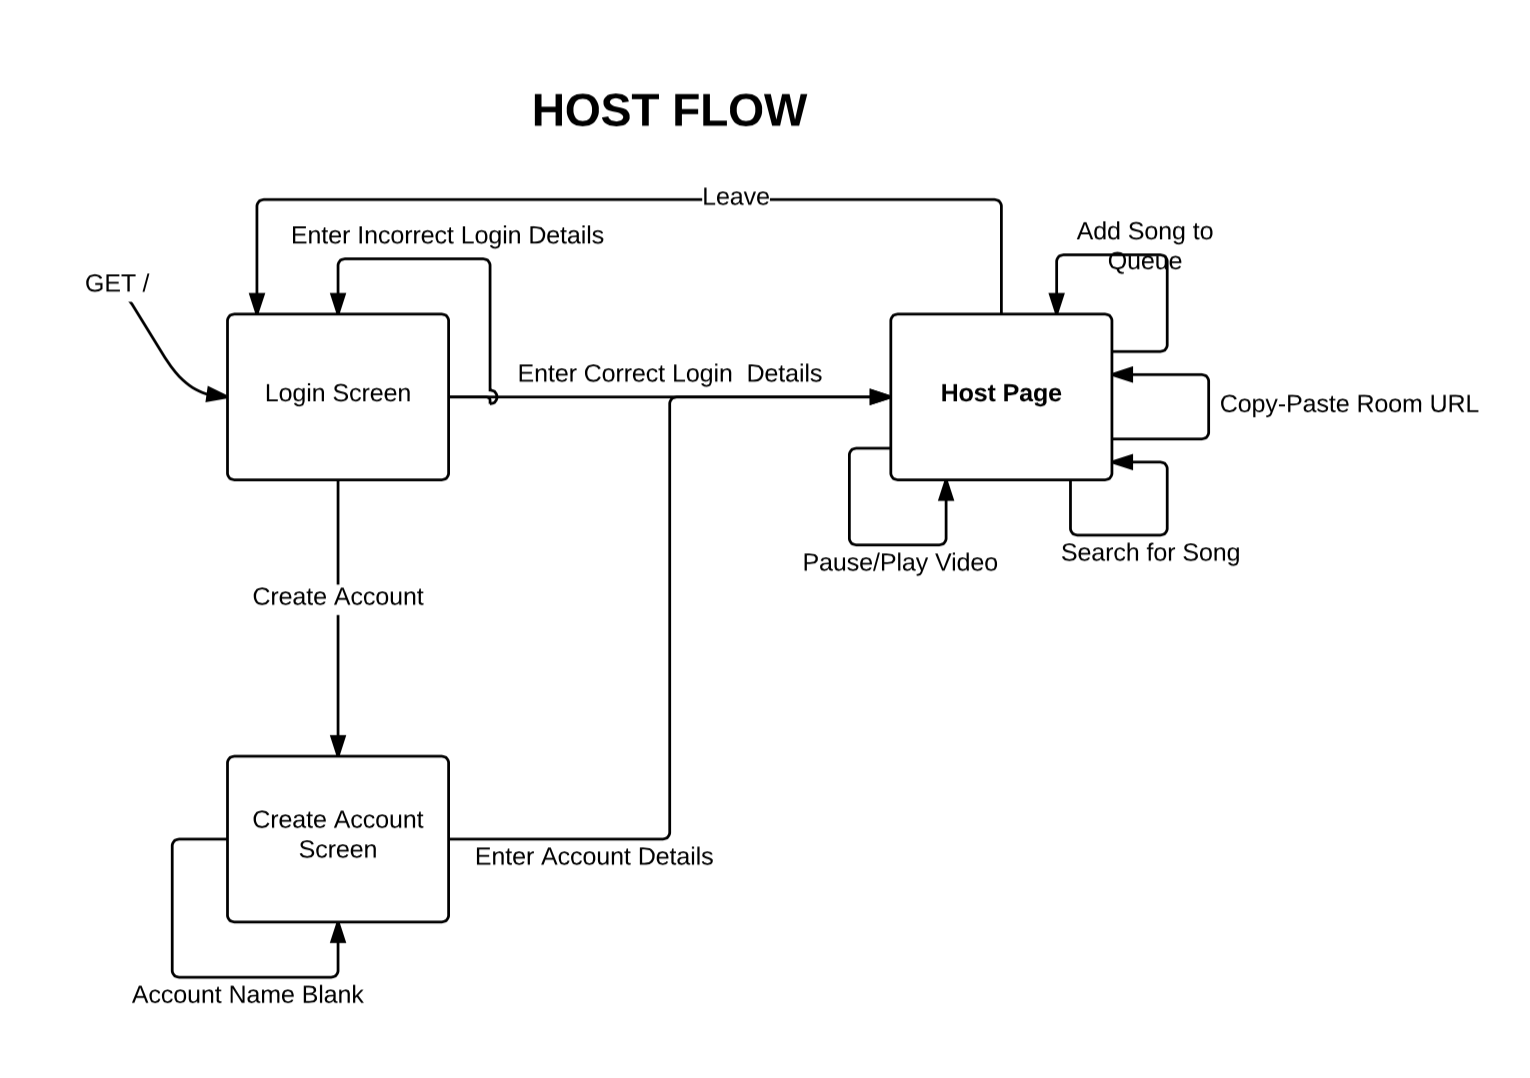 HOST FLOW
Leave
Enter Incorrect Login Details
Add Song to
Queue
GET /
Enter Correct Login  Details
Login Screen
Host Page
Copy-Paste Room URL
Pause/Play Video
Search for Song
Create Account
Create Account
Screen
Enter Account Details
Account Name Blank